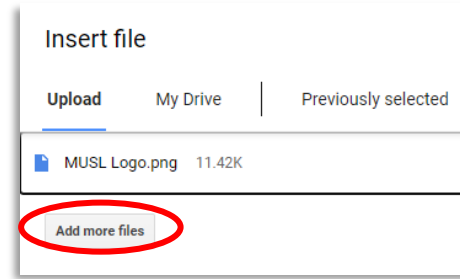 Insert file
Upload My Drive Previously selected
MUSL Logo.png 11.42K
Add more files